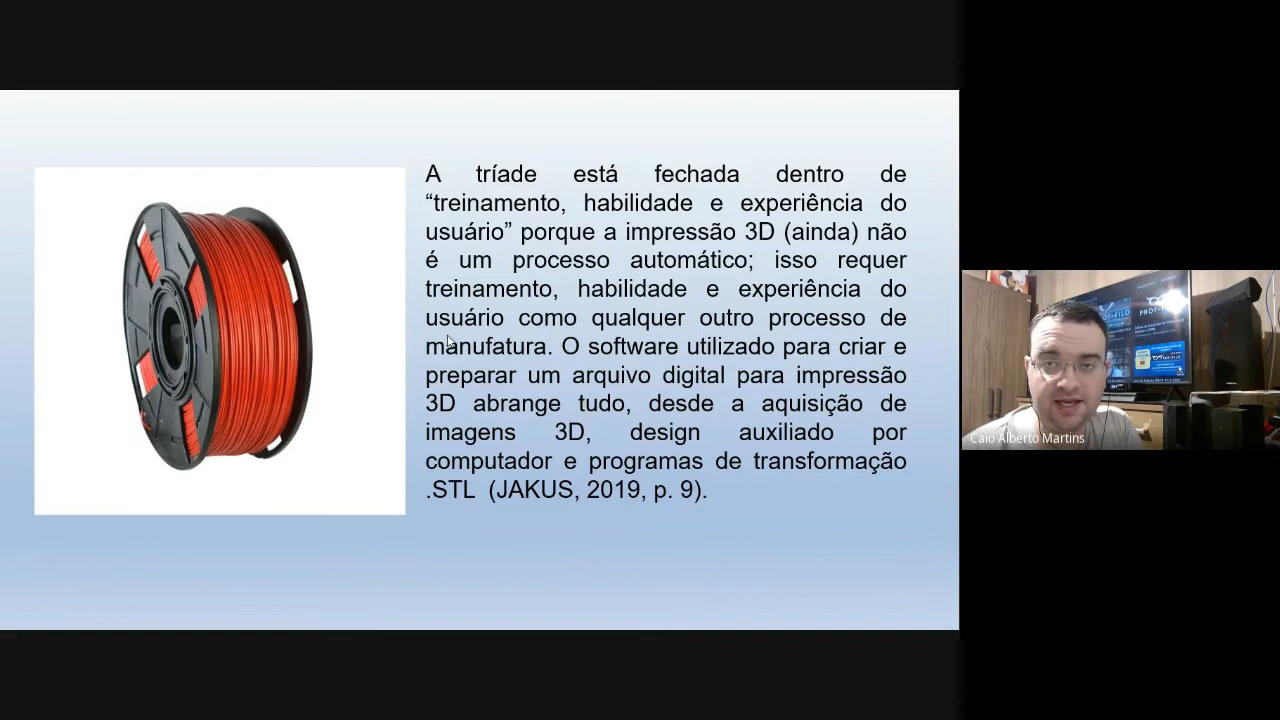 A tríade está fechada dentro de
“treinamento, habilidade e experiência do
usuário” porque a impressão 3D (ainda) não
é um processo automático; isso requer
treinamento, habilidade e experiência do
usuário como qualquer outro processo de
manufatura. O software utilizado para criar e
preparar um arquivo digital para impressão
3D abrange tudo, desde a aquisição de
imagens 3D, design auxiliado por
computador e programas de transformação
.STL (JAKUS, 2019, p. 9).
PROF-FILO
Caio Alberto Martins